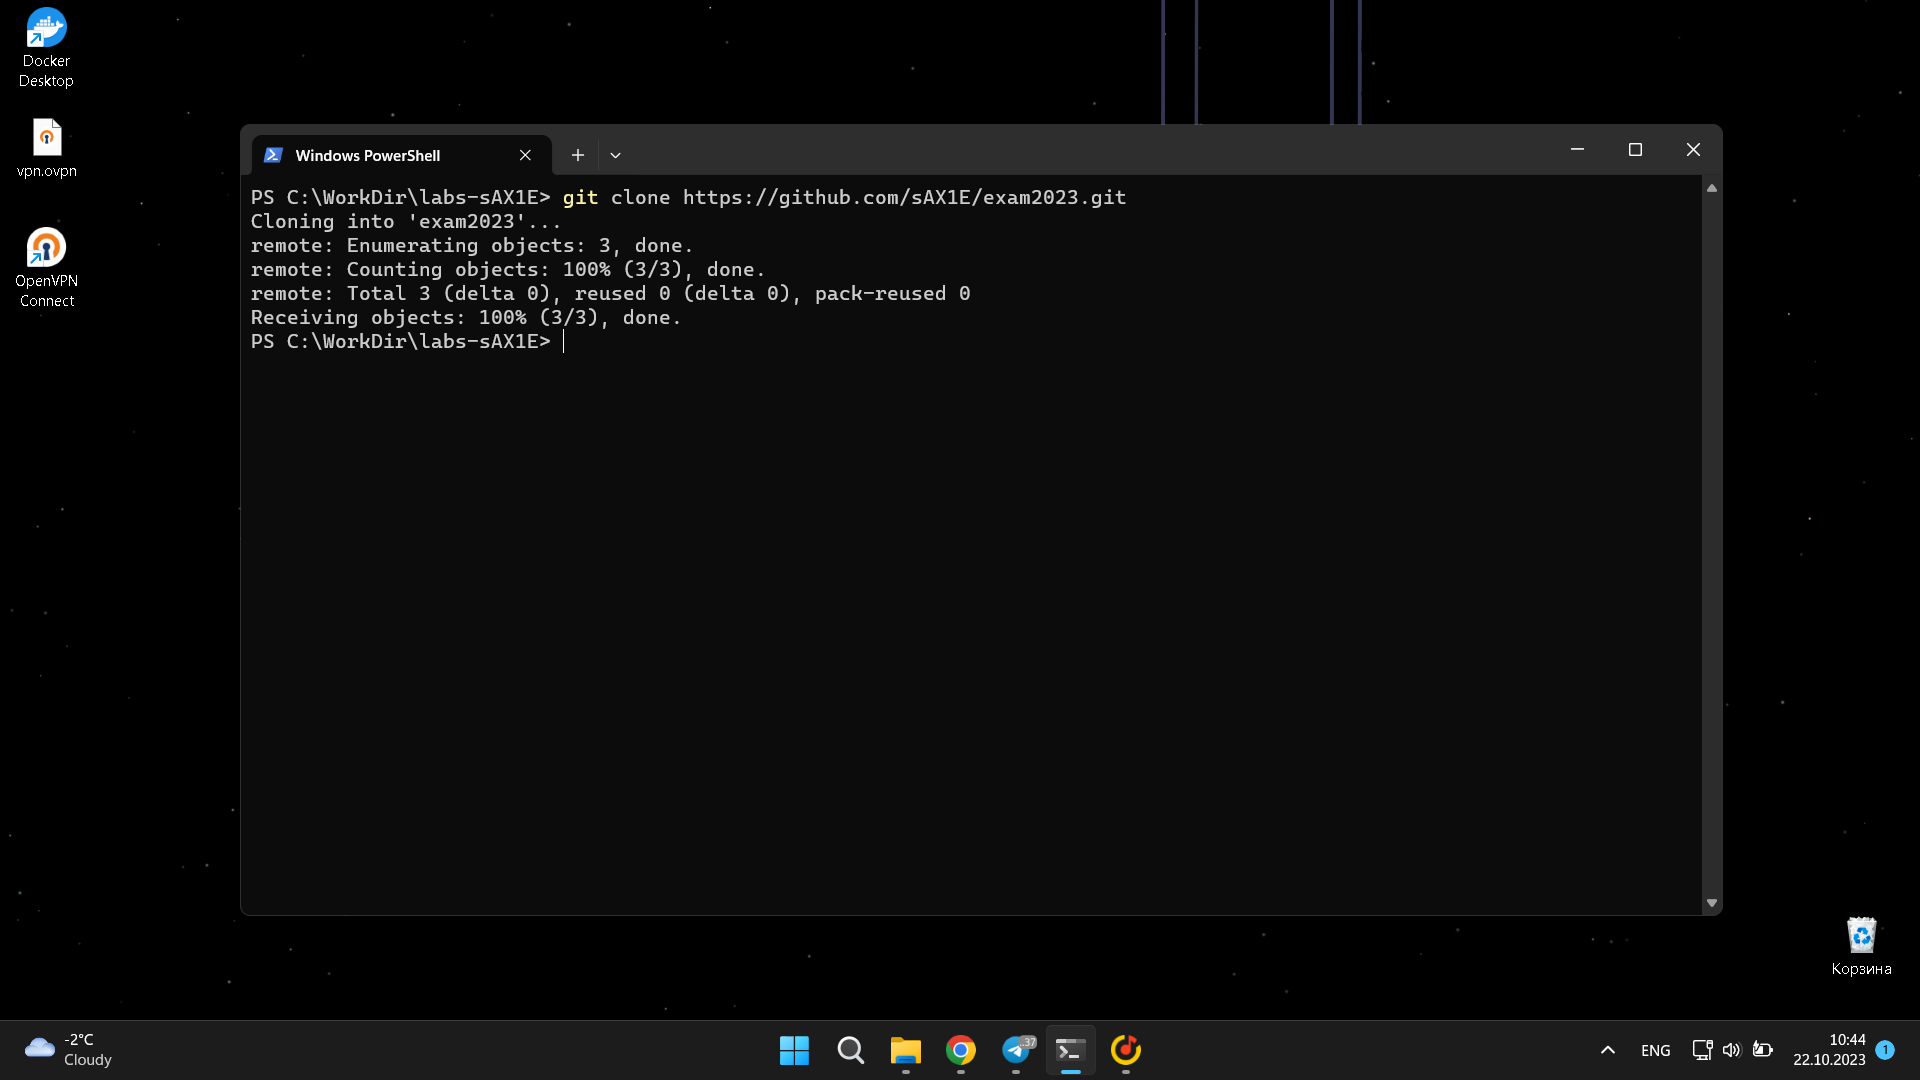 Docker
Desktop
vpn.ovpn
OpenVPN
Connect
Windows PowerShell
PS C:\WorkDir\labs-sAX1E> git clone https://github.com/sAX1E/exam2023.git
Cloning into 'exam2023'...
remote: Enumerating objects: 3, done.
remote: Counting objects: 100% (3/3), done.
remote: Total 3 (delta 0), reused 0 (delta 0), pack-reused 0
Receiving objects: 100% (3/3), done.
PS C:\WorkDir\labs-sAX1E>
Корзина
-2°C
Cloudy
..37
ENG
10:44
22.10.2023
1